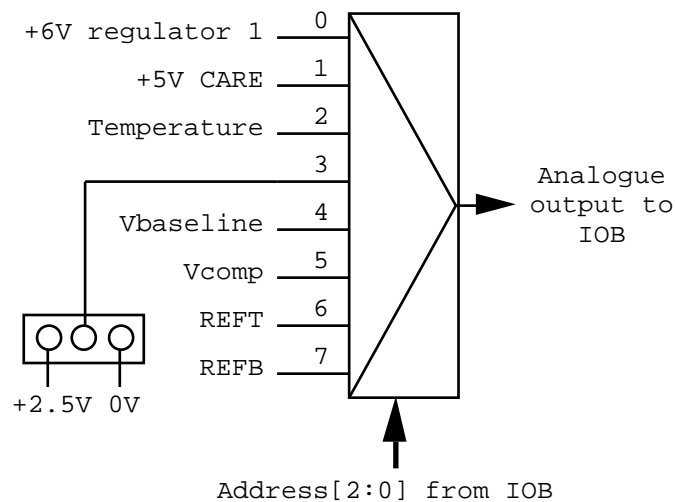 +6V regulator 1 0
+5V CARE 1
Temperature 2
3
Vbaseline 4
Vcomp 5
REFT 6
REFB 7
Analogue
output to
IOB
+2.5V 0V
Address[2:0] from IOB